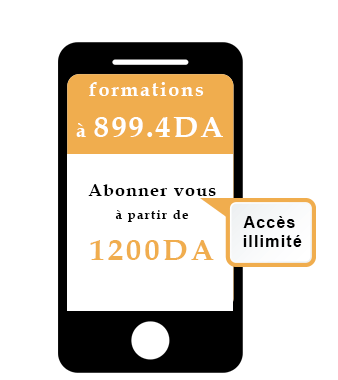 formations
à 899.4DA
Abonner vous
à partir de
1200DA
Accès
illimité